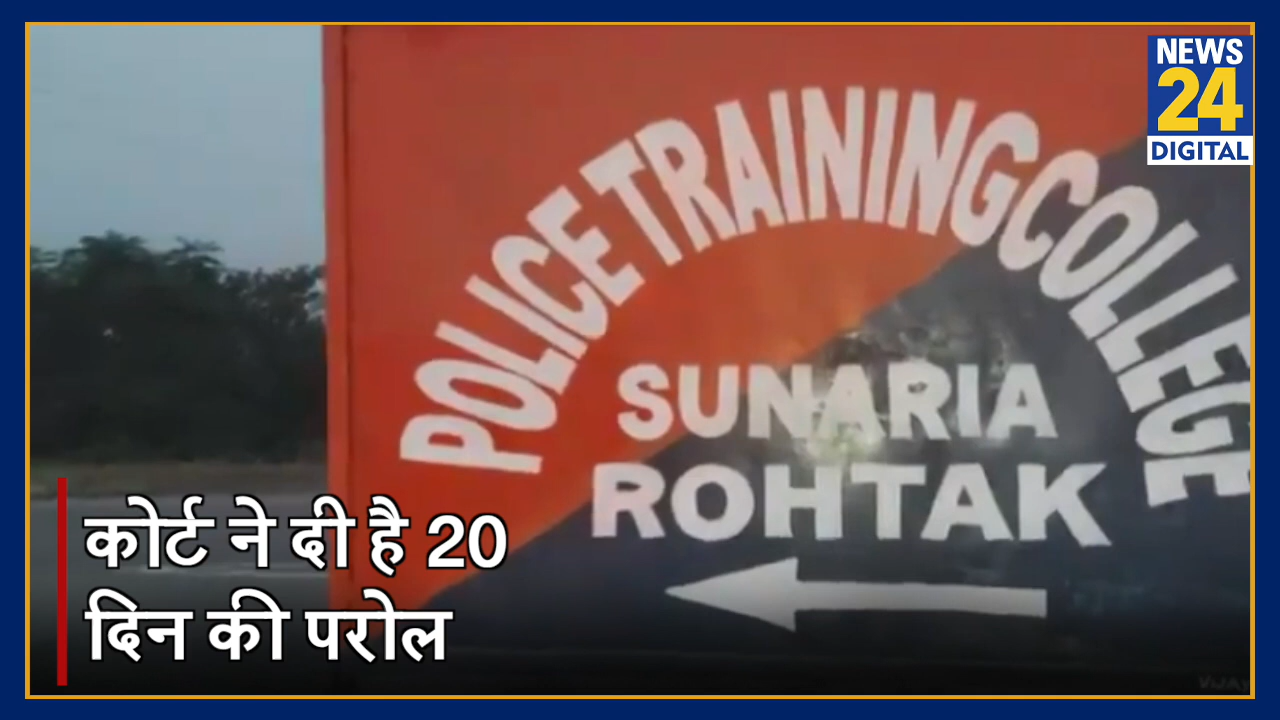 NEWS
24
DIGITAL
POLICE TRAINING COLLEGE
SUNARIA
ROHTAK
कोर्ट ने दी है 20
दिन की परोल